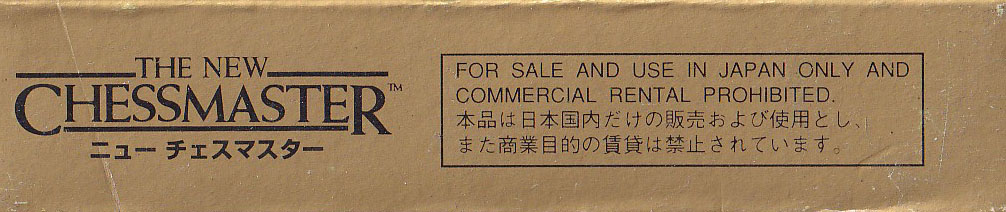 THE NEW
CHESSMASTER™
ニュー チェスマスター
FOR SALE AND USE IN JAPAN ONLY AND
COMMERCIAL RENTAL PROHIBITED.
本品は日本国内だけの販売および使用とし、
また商業目的の賃貸は禁止されています。